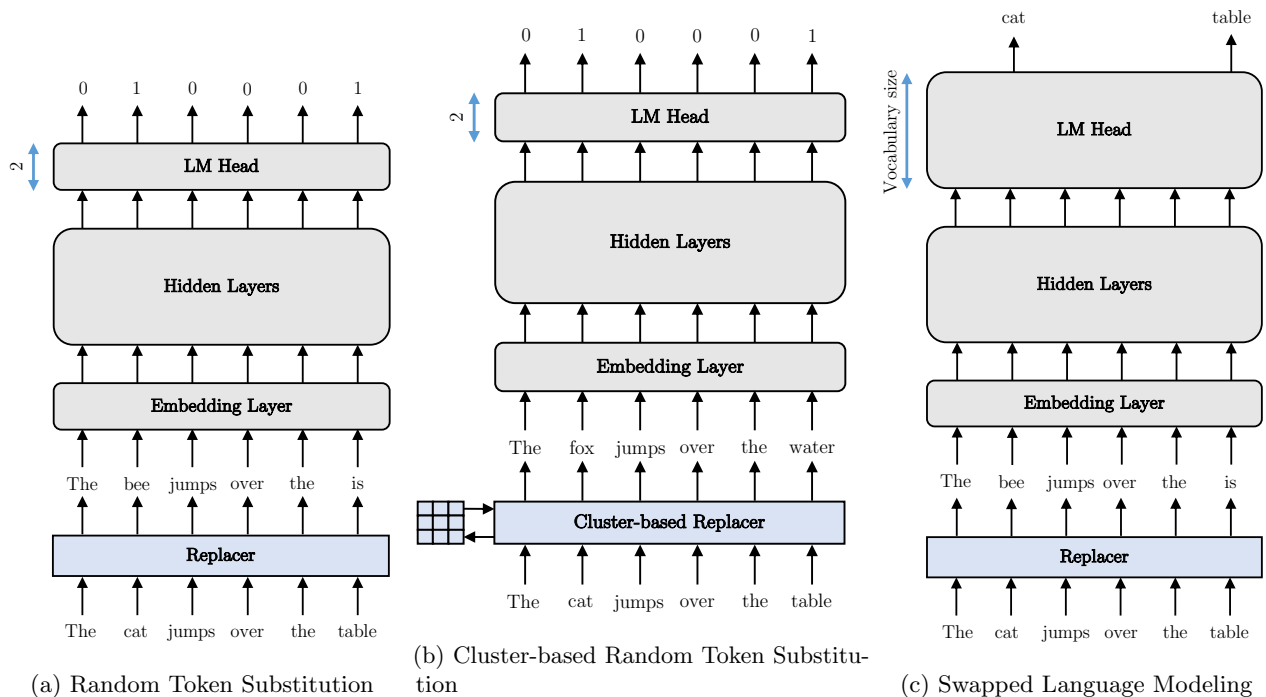 0 1 0 0 0 1
2
LM Head
Hidden Layers
Embedding Layer
The bee jumps over the is
Replacer
The cat jumps over the table
(a) Random Token Substitution
0 1 0 0 0 1
2
LM Head
Hidden Layers
Embedding Layer
The fox jumps over the water
Cluster-based Replacer
The cat jumps over the table
(b) Cluster-based Random Token Substitu-
tion
cat table
Vocabulary size
LM Head
Hidden Layers
Embedding Layer
The bee jumps over the is
Replacer
The cat jumps over the table
(c) Swapped Language Modeling